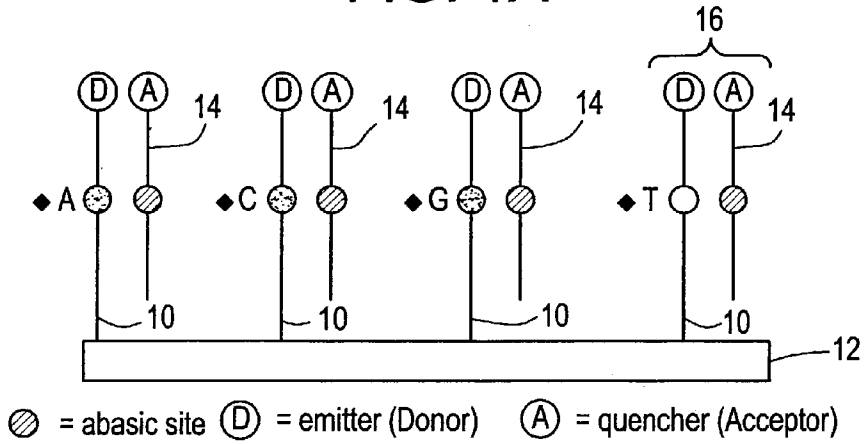 16
D A D A D A D A
14 14 14 14
◆ A ◆ C ◆ G ◆ T
10 10 10 10
12
= abasic site D = emitter (Donor) A = quencher (Acceptor)